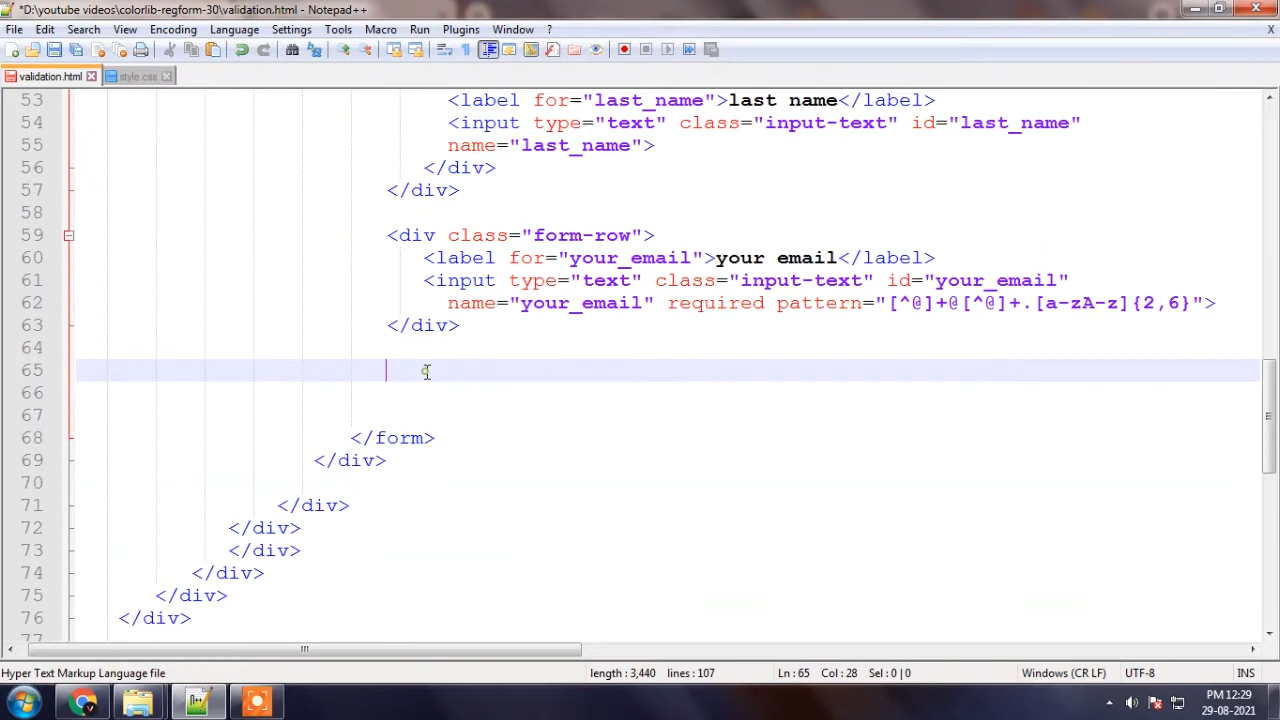 *D:\youtube videos\colorlib-regform-30\validation.html - Notepad++
File Edit Search View Encoding Language Settings Tools Macro Run Plugins Window ? X
validation.html style.css
53 <label for="last_name">last name</label>
54 <input type="text" class="input-text" id="last_name"
55 name="last_name">
56 </div>
57 </div>
58
59 <div class="form-row">
60 <label for="your_email">your email</label>
61 <input type="text" class="input-text" id="your_email"
62 name="your_email" required pattern="[^@]+@[^@]+.[a-zA-z]{2,6}">
63 </div>
64
65
66
67
68 </form>
69 </div>
70
71 </div>
72 </div>
73 </div>
74 </div>
75 </div>
76 </div>
77
Hyper Text Markup Language file length : 3,440 lines : 107 Ln : 65 Col : 28 Sel : 0 | 0 Windows (CR LF) UTF-8 INS
PM 12:29
29-08-2021